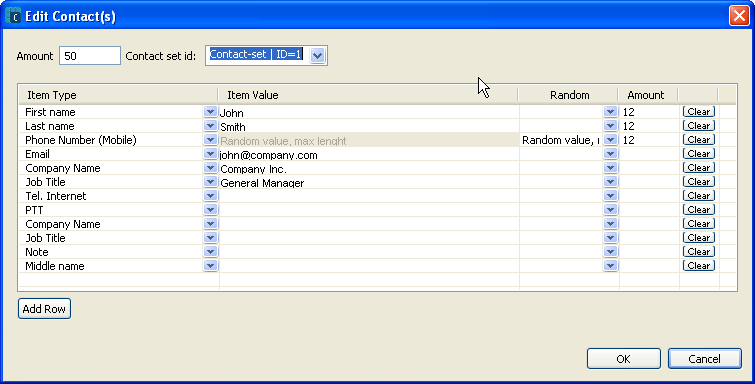 C Edit Contact(s)
Amount 50 Contact set id: Contact-set | ID=1
Item Type Item Value Random Amount
First name John 12 Clear
Last name Smith 12 Clear
Phone Number (Mobile) Random value, max lenght Random value, r 12 Clear
Email john@company.com Clear
Company Name Company Inc. Clear
Job Title General Manager Clear
Tel. Internet Clear
PTT Clear
Company Name Clear
Job Title Clear
Note Clear
Middle name Clear
Add Row
OK Cancel